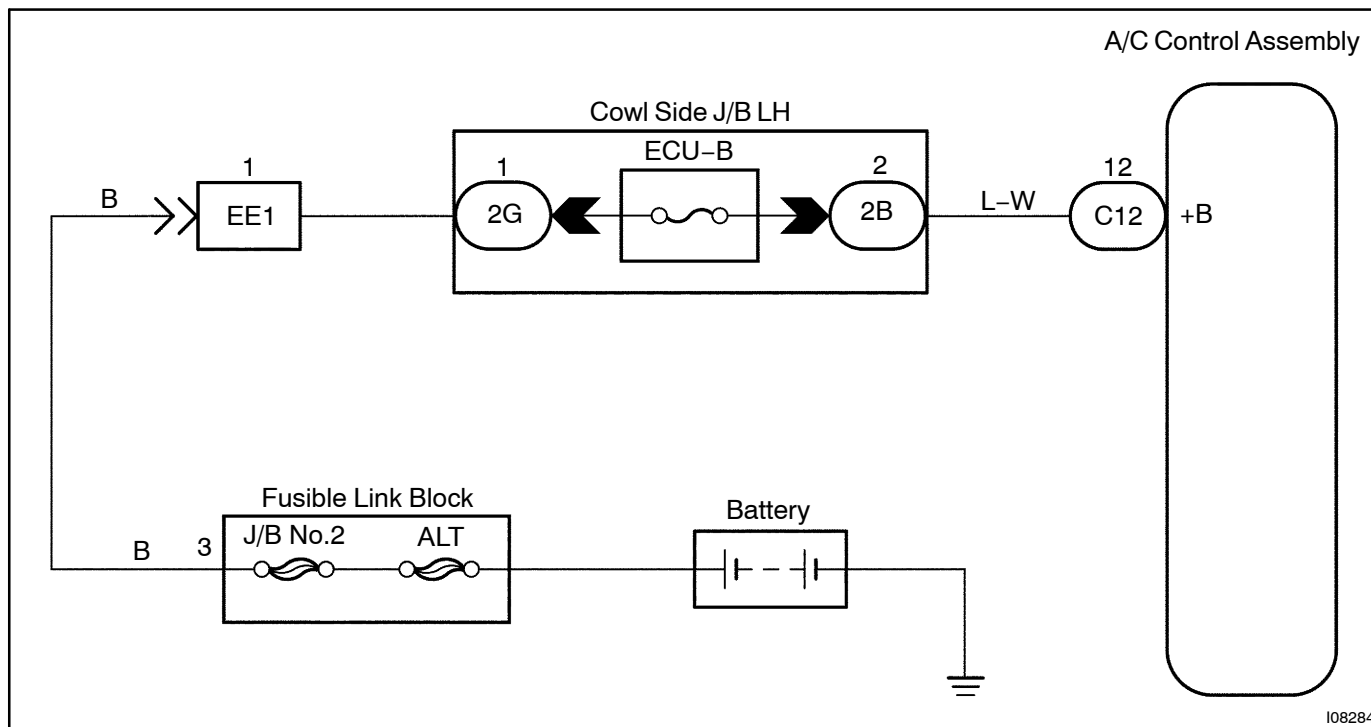 A/C Control Assembly
Cowl Side J/B LH
ECU–B
1
1
2
12
B
EE1
2G
2B
L–W
C12
+B
Fusible Link Block
J/B No.2
ALT
Battery
B
3
I08284